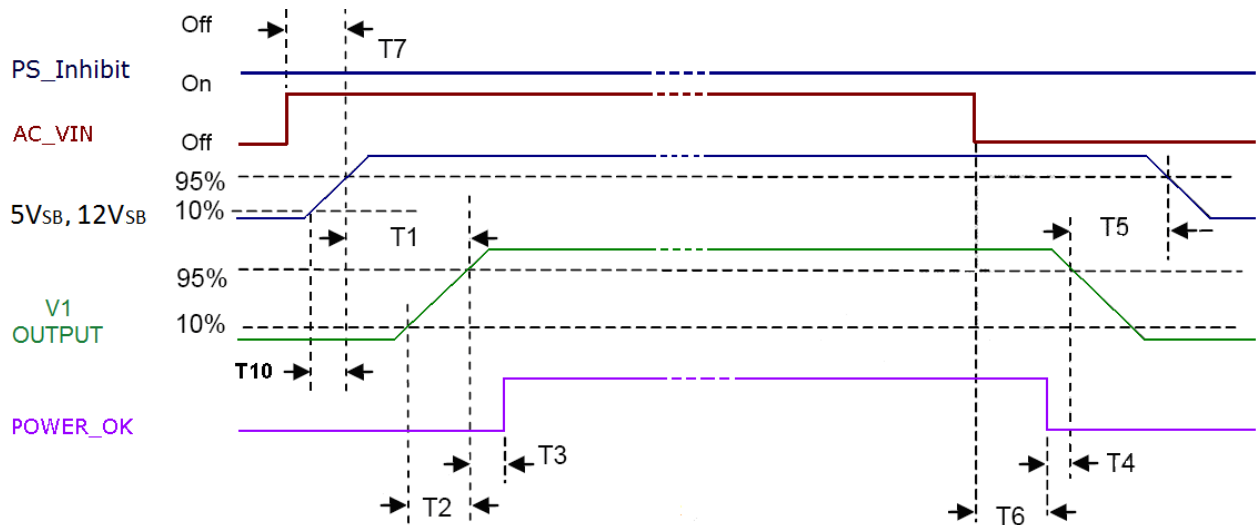 Off
T7
PS_Inhibit
On
AC_VIN
Off
95%
5VSB, 12VSB
10%
T1
T5
95%
V1
OUTPUT
10%
T10
POWER_OK
T3
T4
T2
T6